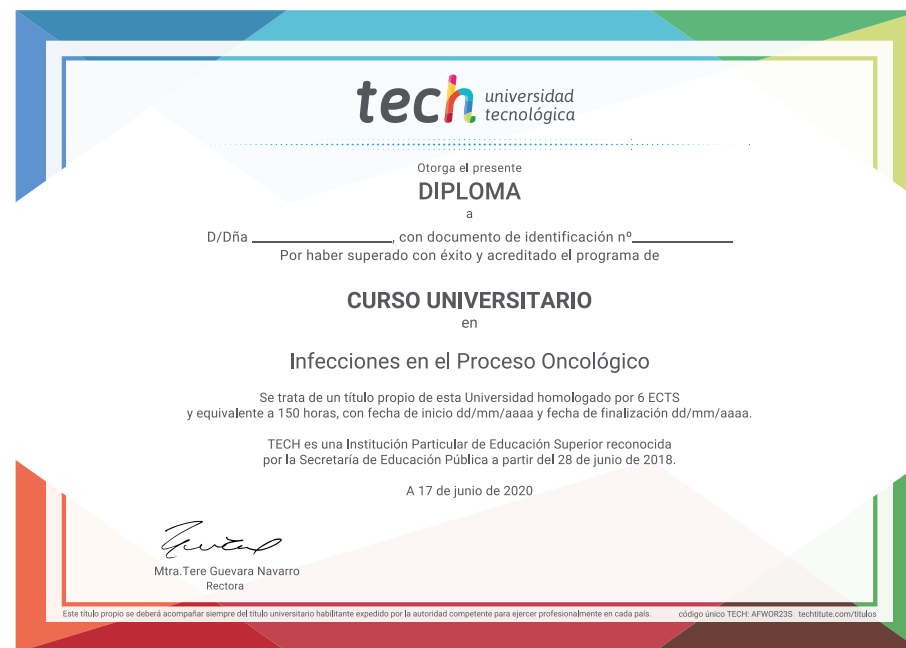 tech universidad
tecnológica
Otorga el presente
DIPLOMA
a
D/Dña ____________________, con documento de identificación nº______________
Por haber superado con éxito y acreditado el programa de
CURSO UNIVERSITARIO
en
Infecciones en el Proceso Oncológico
Se trata de un título propio de esta Universidad homologado por 6 ECTS
y equivalente a 150 horas, con fecha de inicio dd/mm/aaaa y fecha de finalización dd/mm/aaaa.
TECH es una Institución Particular de Educación Superior reconocida
por la Secretaría de Educación Pública a partir del 28 de junio de 2018.
A 17 de junio de 2020
Mtra.Tere Guevara Navarro
Rectora
Este título propio se deberá acompañar siempre del título universitario habilitante expedido por la autoridad competente para ejercer profesionalmente en cada país. código único TECH: AFWOR23S techtitute.com/titulos